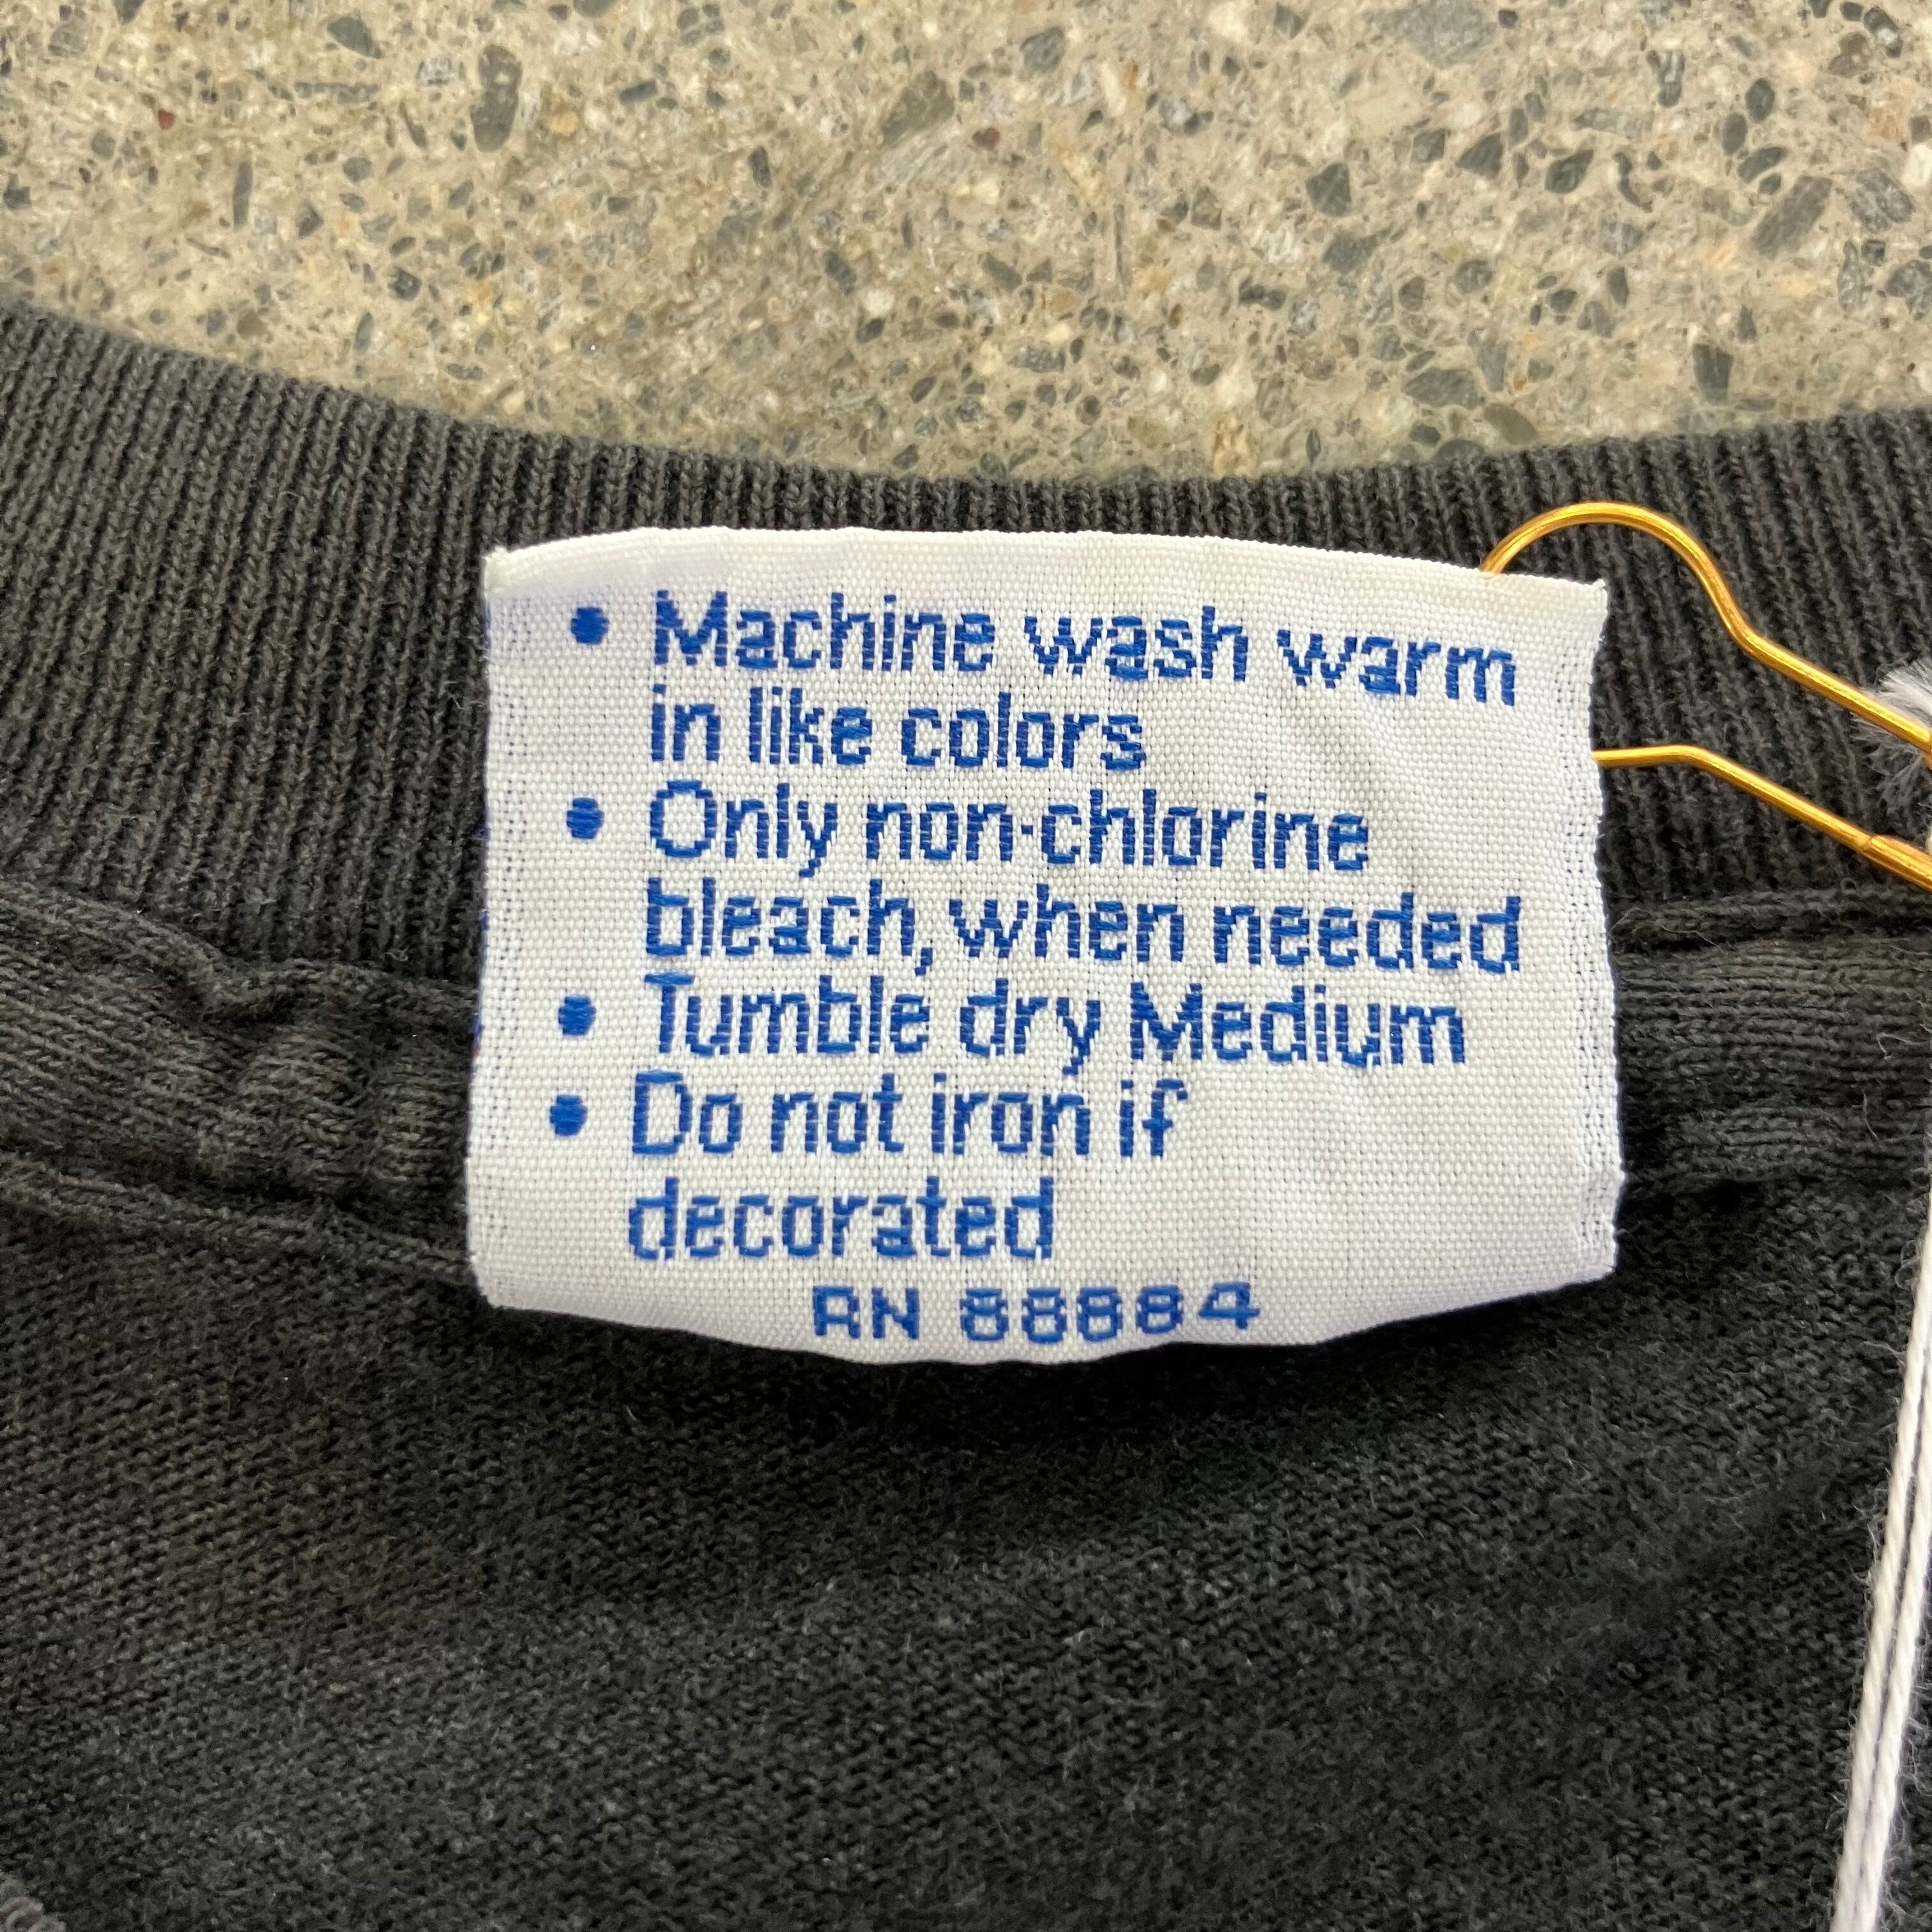 • Machine wash warm
in like colors
• Only non-chlorine
bleach, when needed
• Tumble dry Medium
• Do not iron if
decorated
RN 88884